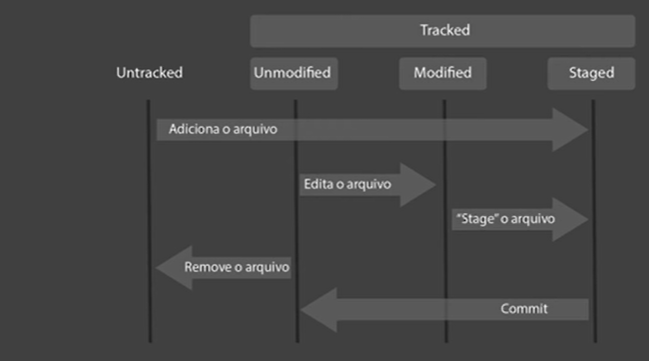 Tracked
Untracked
Unmodified
Modified
Staged
Adiciona o arquivo
Edita o arquivo
“Stage” o arquivo
Remove o arquivo
Commit